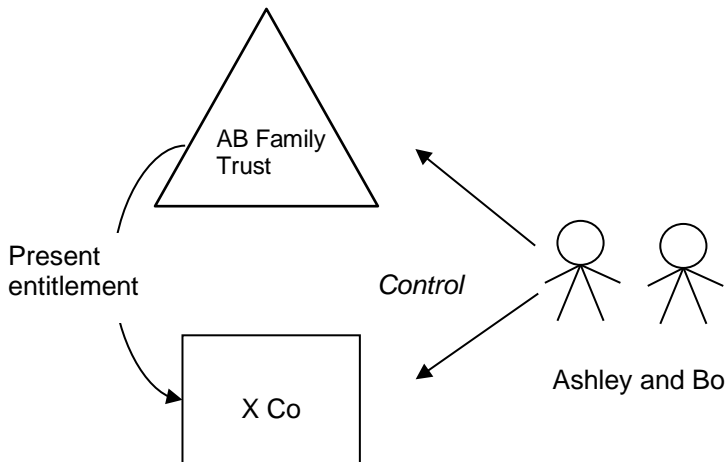 AB Family
Trust
Present
entitlement
Control
X Co
Ashley and Bo